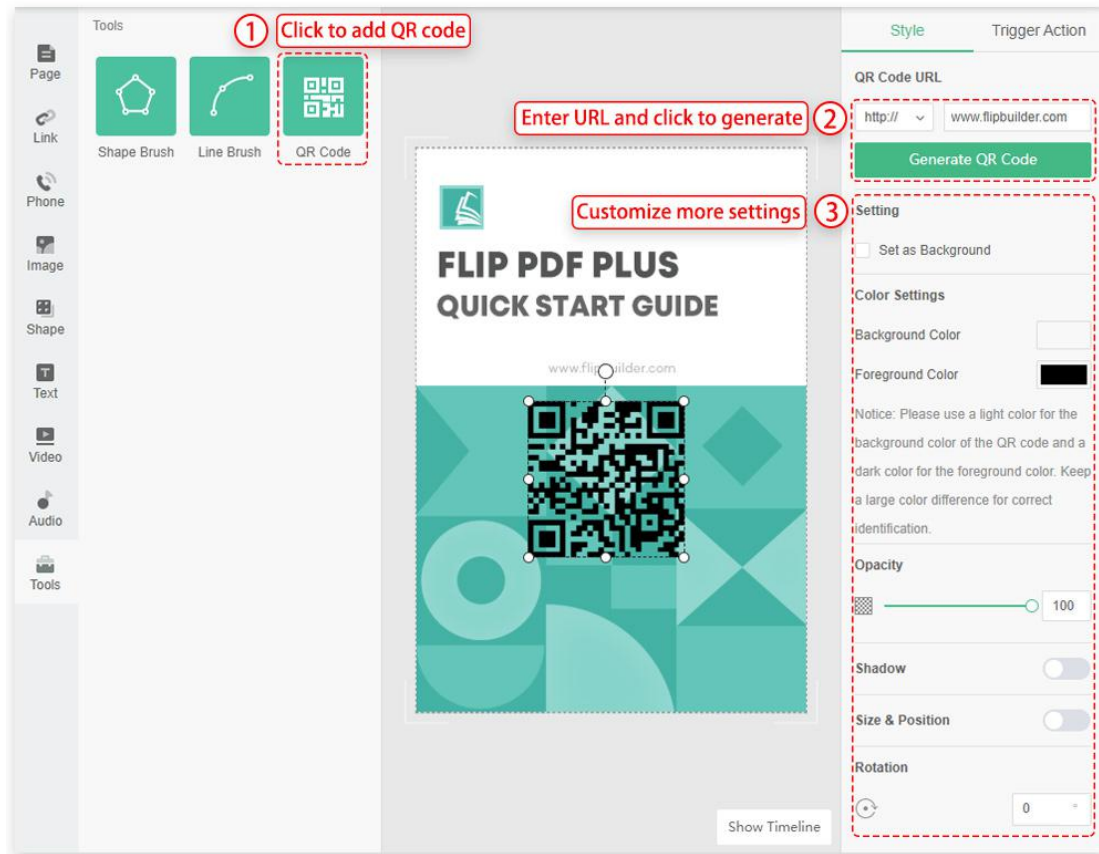 Page
Link
Phone
Image
Shape
Text
Video
Audio
Tools
Tools
1 Click to add QR code
Shape Brush
Line Brush
QR Code
FLIP PDF PLUS
QUICK START GUIDE
www.flipbuilder.com
Show Timeline
Style Trigger Action
QR Code URL
Enter URL and click to generate 2
http:// www.flipbuilder.com
Generate QR Code
Customize more settings 3
Setting
Set as Background
Color Settings
Background Color
Foreground Color
Notice: Please use a light color for the
background color of the QR code and a
dark color for the foreground color. Keep
a large color difference for correct
identification.
Opacity
100
Shadow
Size & Position
Rotation
0 °